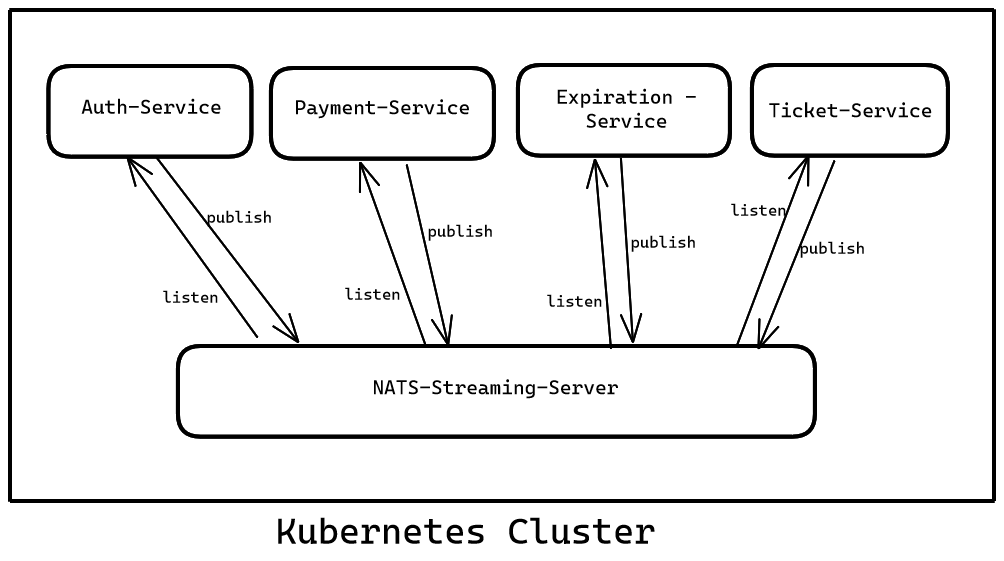 Auth-Service
Payment-Service
Expiration -
Service
Ticket-Service
publish
listen
publish
listen
publish
listen
listen
publish
NATS-Streaming-Server
Kubernetes Cluster